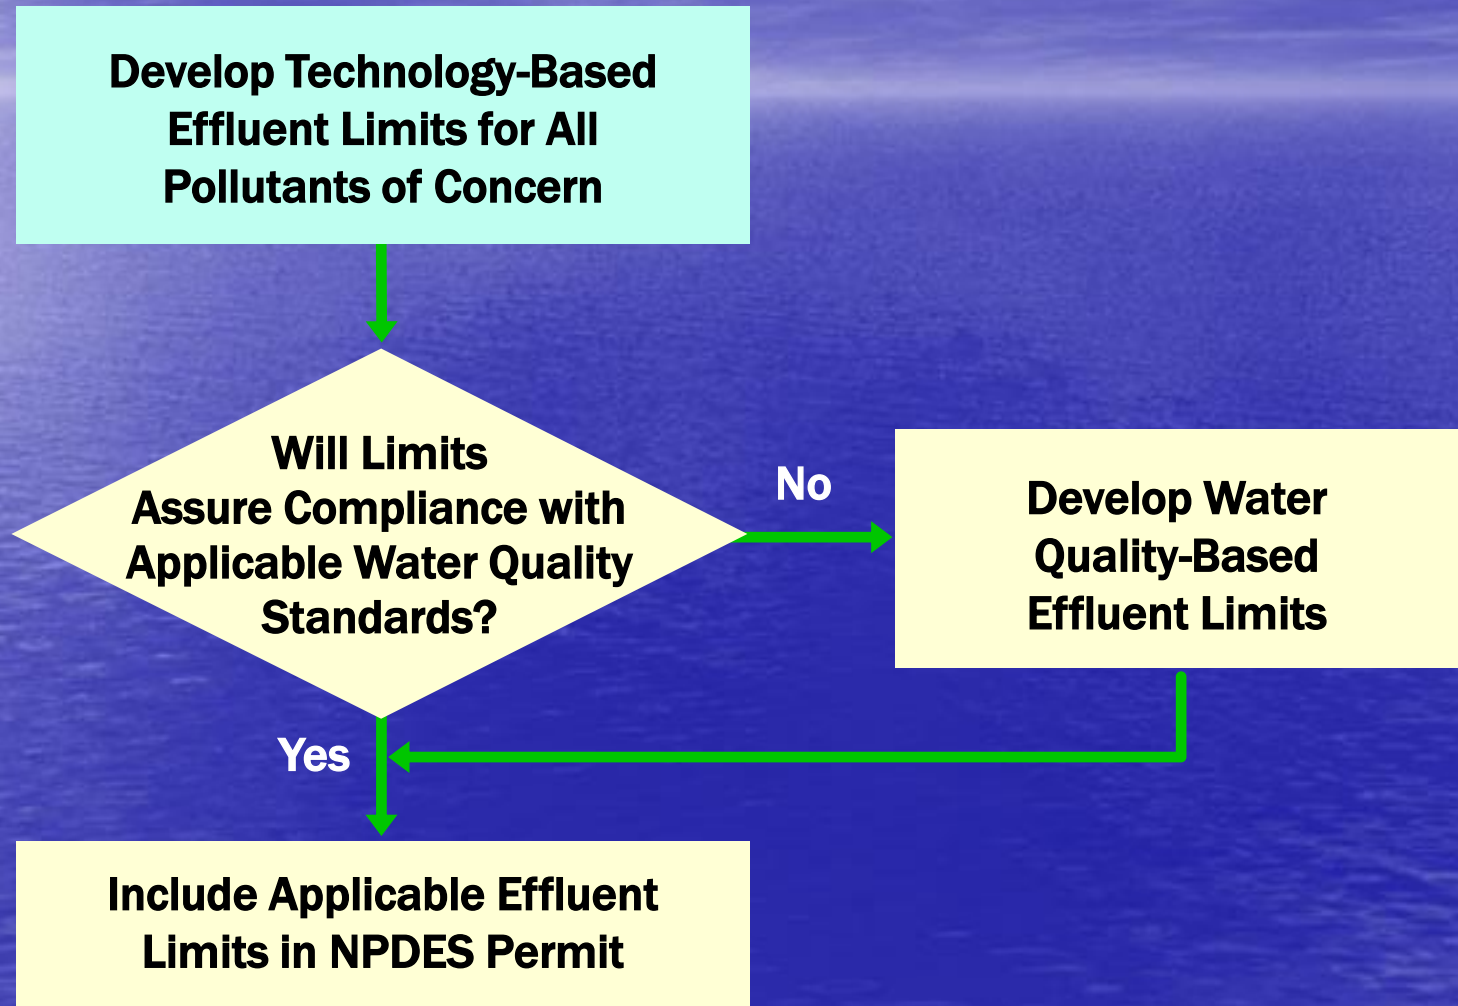 Develop Technology-Based
Effluent Limits for All
Pollutants of Concern
Will Limits
Assure Compliance with
Applicable Water Quality
Standards?
No
Develop Water
Quality-Based
Effluent Limits
Yes
Include Applicable Effluent
Limits in NPDES Permit